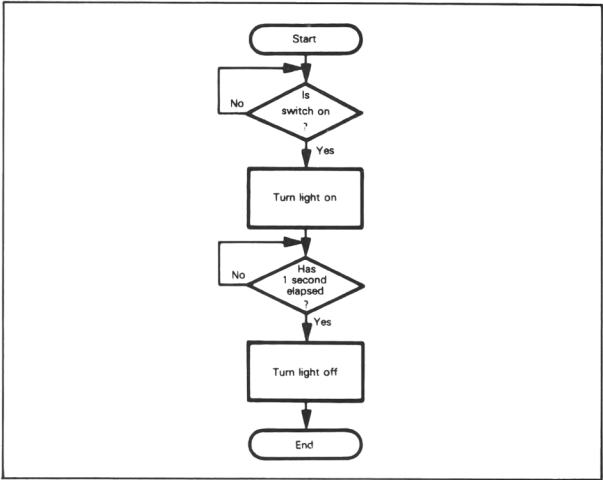 Start
Is
No
switch on
?
Yes
Turn light on
Has
No
1 second
elapsed
?
Yes
Turn light off
End